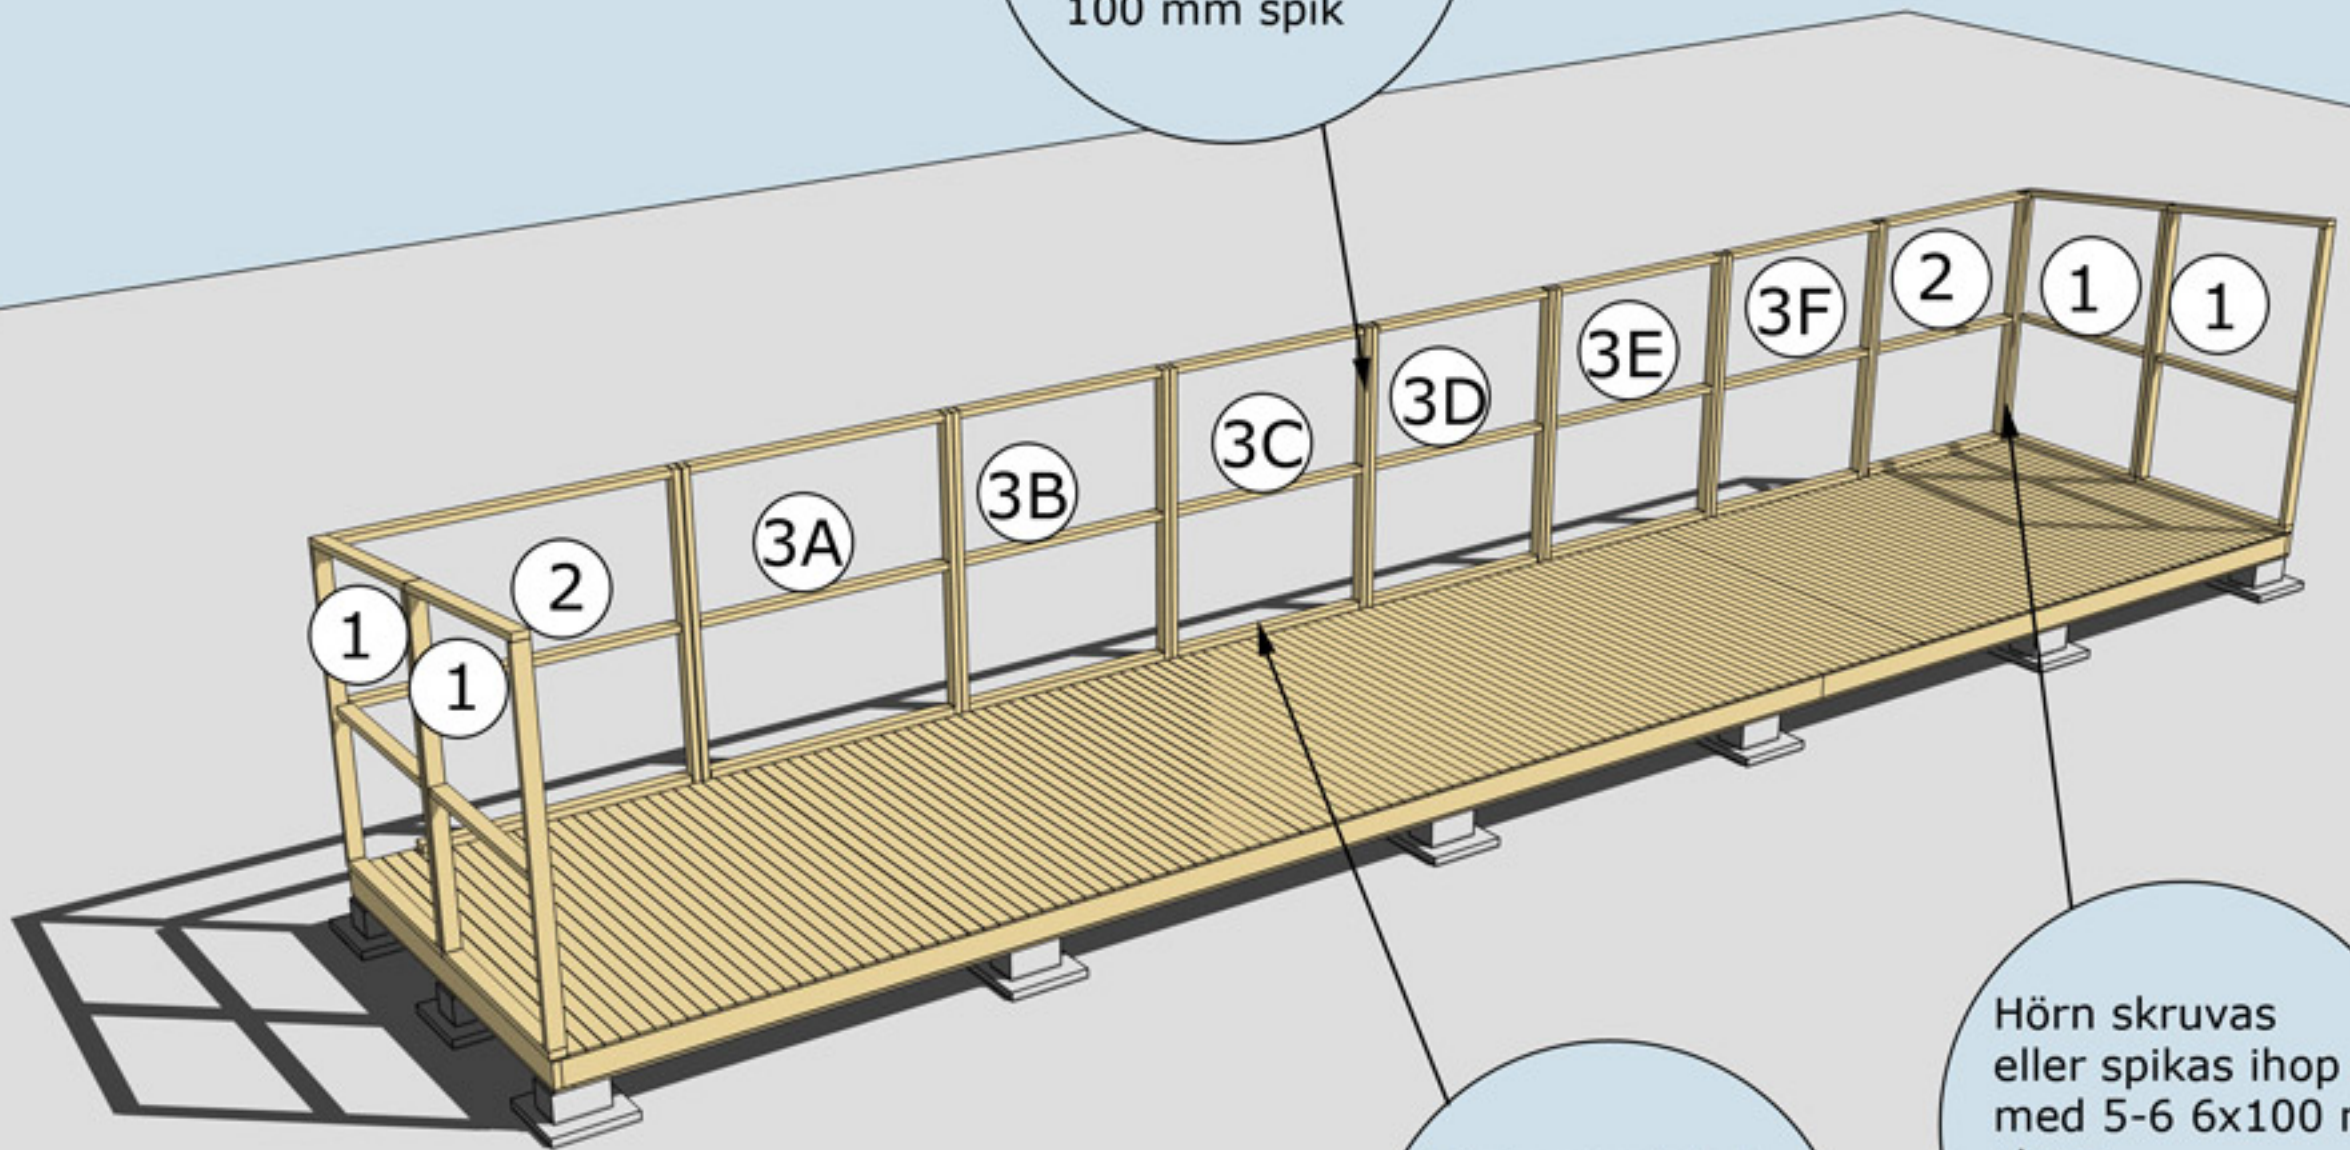 100 mm spik
2
1
1
3F
3E
3D
3C
3B
3A
2
1
1
Hörn skruvas
eller spikas ihop
med 5-6 6x100